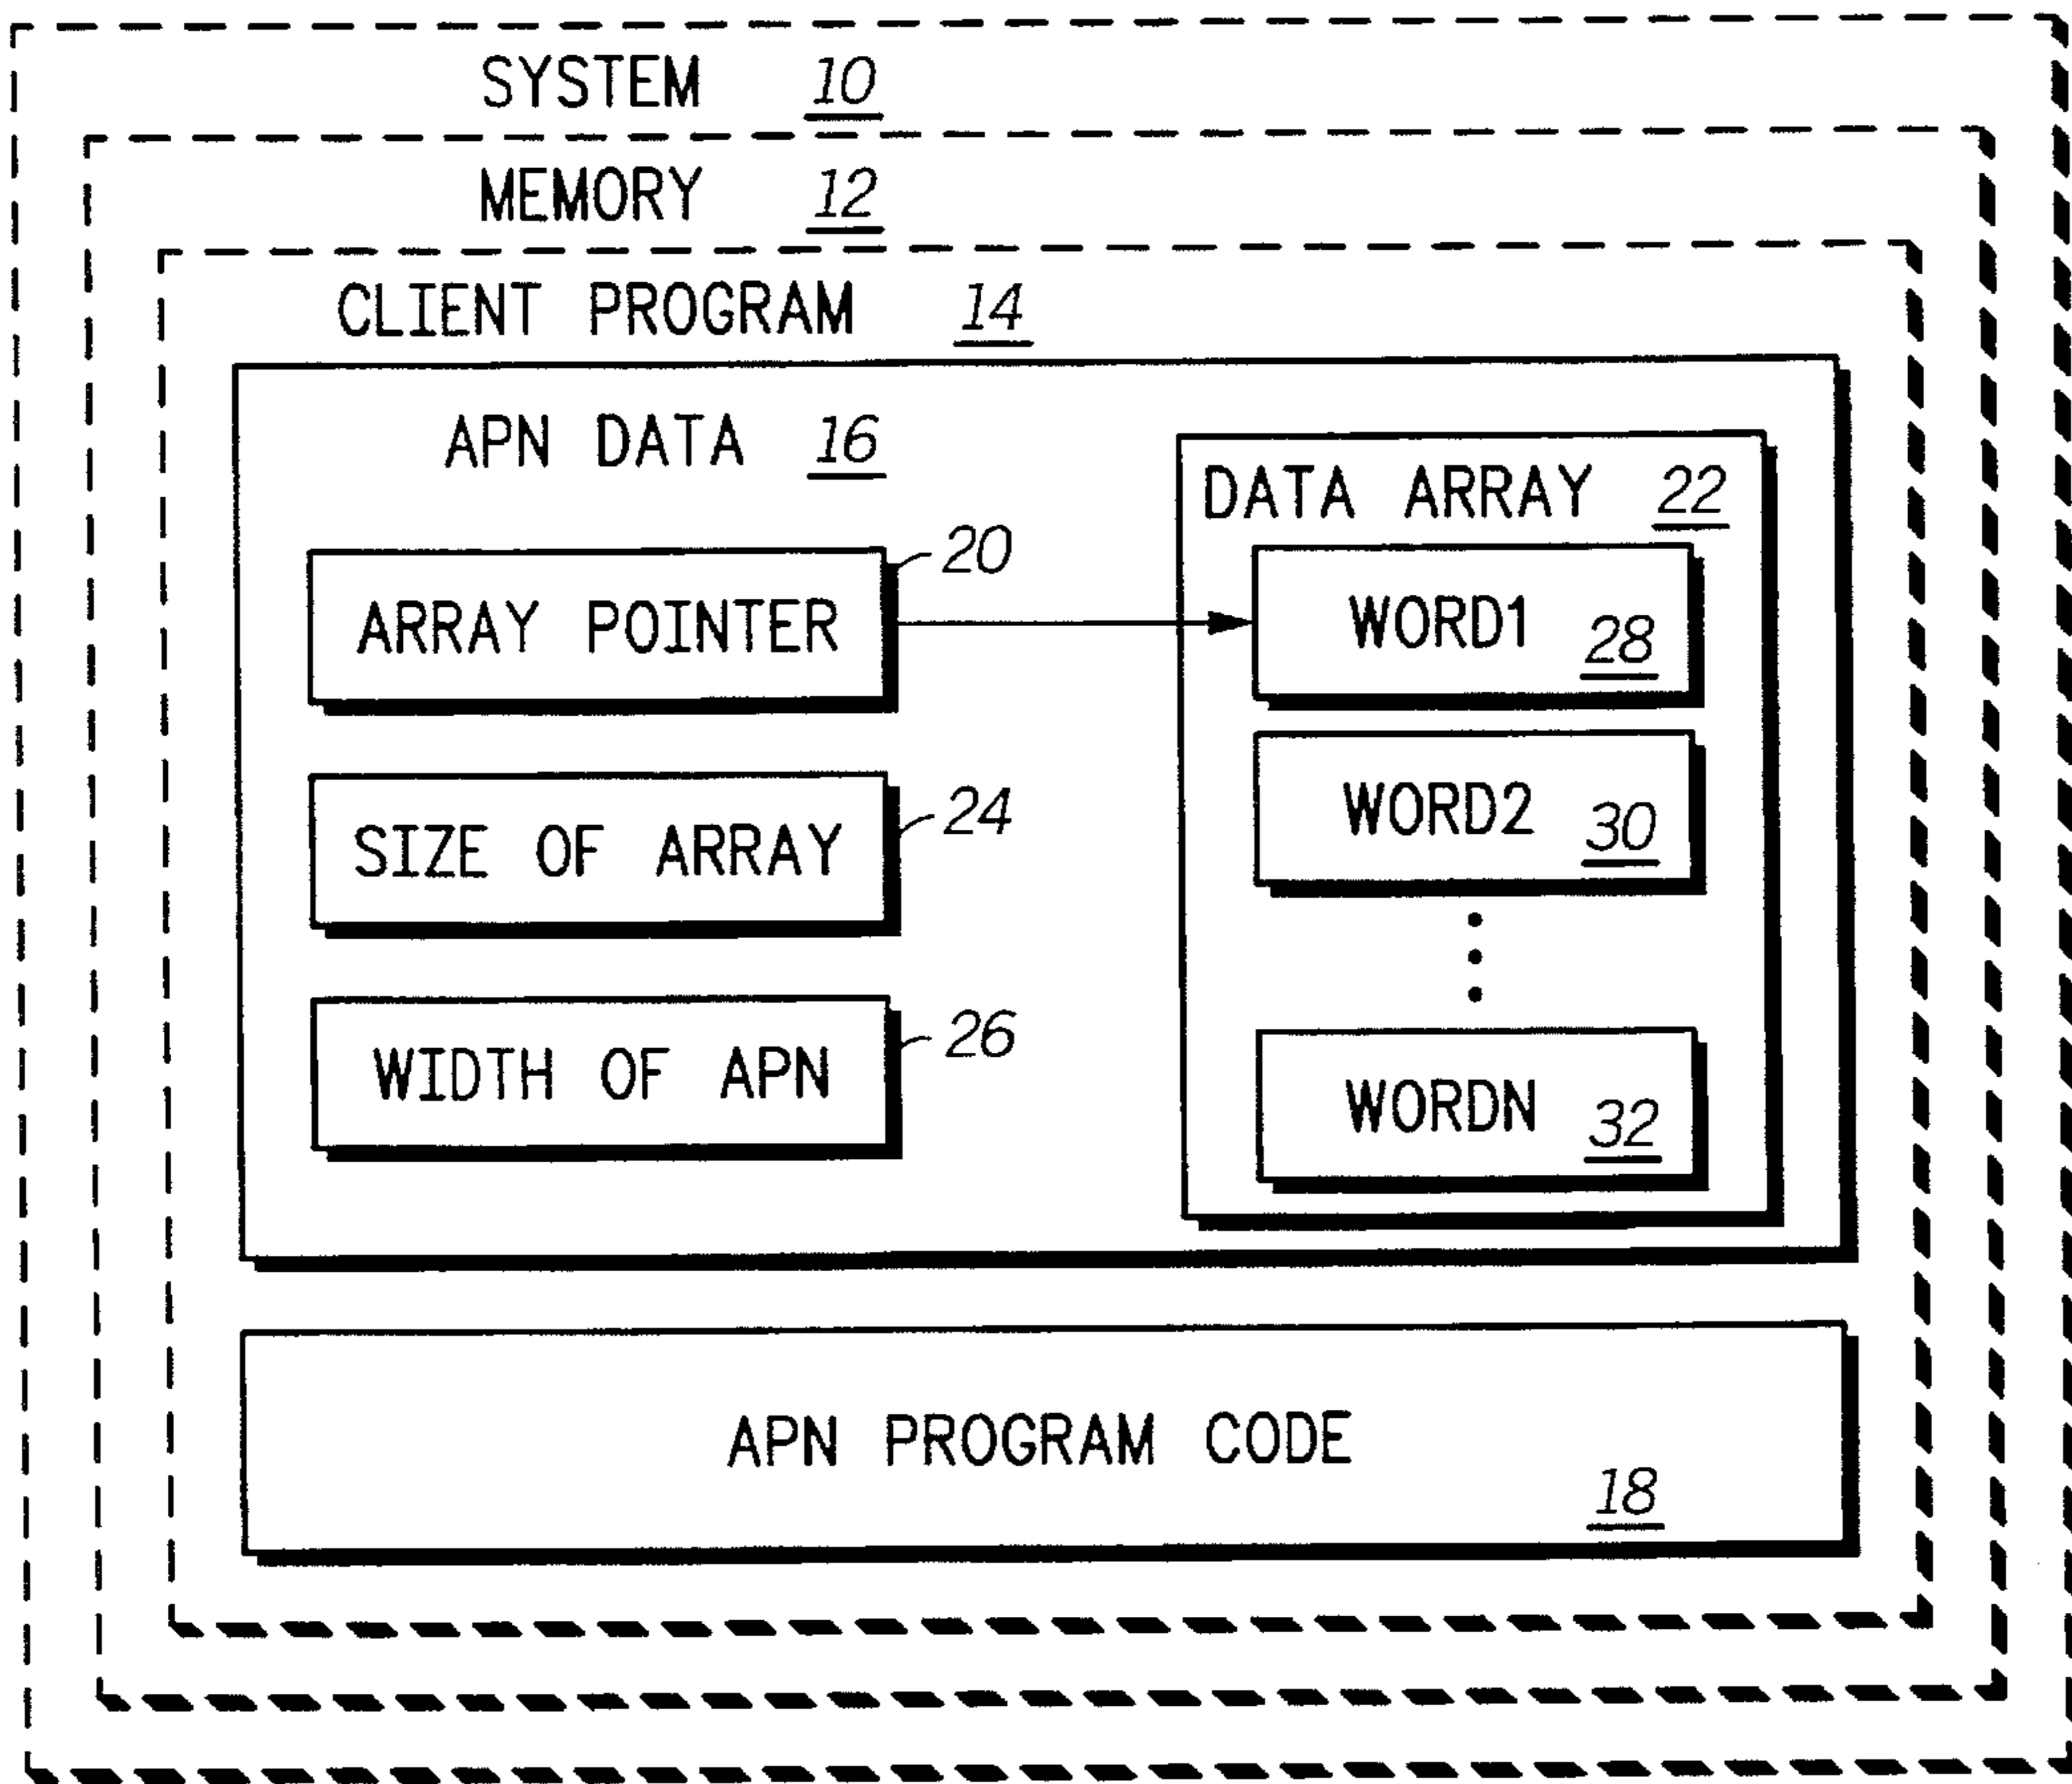 SYSTEM 10
MEMORY 12
CLIENT PROGRAM 14
APN DATA 16
DATA ARRAY 22
20
ARRAY POINTER
WORD1 28
24
SIZE OF ARRAY
WORD2 30
26
WIDTH OF APN
WORDN 32
APN PROGRAM CODE
18